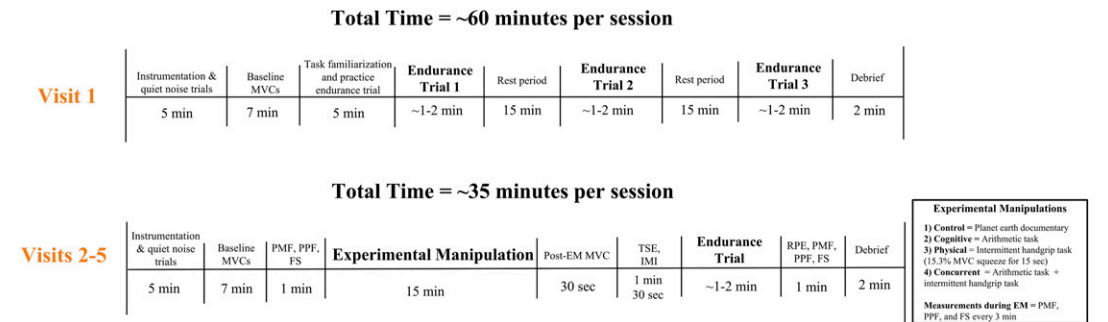 Total Time = ~60 minutes per session
Visit 1
Instrumentation &
quiet noise trials
Baseline
MVCs
Task familiarization
and practice
endurance trial
Endurance
Trial 1
Rest period
Endurance
Trial 2
Rest period
Endurance
Trial 3
Debrief
5 min
7 min
5 min
~1-2 min
15 min
~1-2 min
15 min
~1-2 min
2 min
Total Time = ~35 minutes per session
Visits 2-5
Instrumentation
& quiet noise
trials
Baseline
MVCs
PMF, PPF,
FS
Experimental Manipulation
Post-EM MVC
TSE,
IMI
Endurance
Trial
RPE, PMF,
PPF, FS
Debrief
5 min
7 min
1 min
15 min
30 sec
1 min
30 sec
~1-2 min
1 min
2 min
Experimental Manipulations
1) Control = Planet earth documentary
2) Cognitive = Arithmetic task
3) Physical = Intermittent handgrip task
(15.3% MVC squeeze for 15 sec)
4) Concurrent = Arithmetic task +
intermittent handgrip task
Measurements during EM = PMF,
PPF, and FS every 3 min